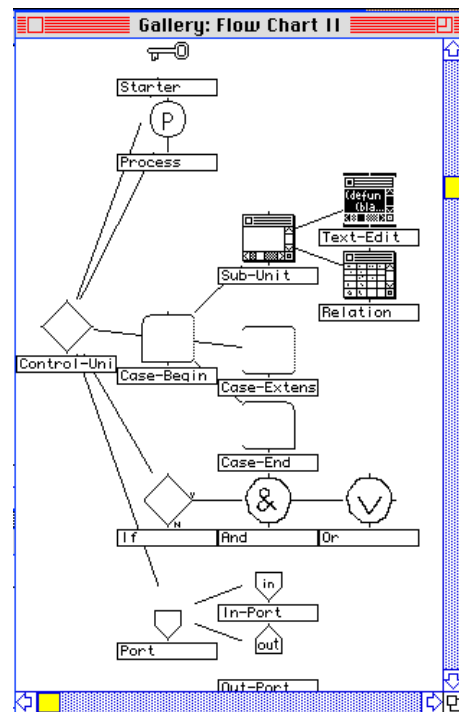 Gallery: Flow Chart II
Starter
P
Process
(defun
(bla...
Text-Edit
Sub-Unit
Relation
Control-Uni
Case-Begin
Case-Extens
Case-End
Y
N
&
If
And
Or
in
In-Port
out
Port
Out-Port